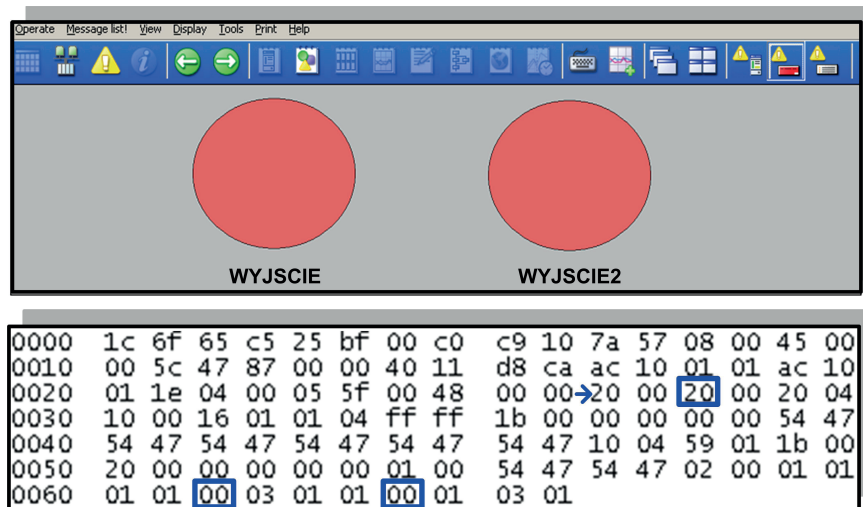 Operate Message list! View Display Tools Print Help
WYJSCIE WYJSCIE2
0000 1c 6f 65 c5 25 bf 00 c0 c9 10 7a 57 08 00 45 00
0010 00 5c 47 87 00 00 40 11 d8 ca ac 10 01 01 ac 10
0020 01 1e 04 00 05 5f 00 48 00 00 20 00 20 00 20 04
0030 10 00 16 01 01 04 ff ff 1b 00 00 00 00 00 54 47
0040 54 47 54 47 54 47 54 47 54 47 10 04 59 01 1b 00
0050 20 00 00 00 00 00 01 00 54 47 54 47 02 00 01 01
0060 01 01 00 03 01 01 00 01 03 01